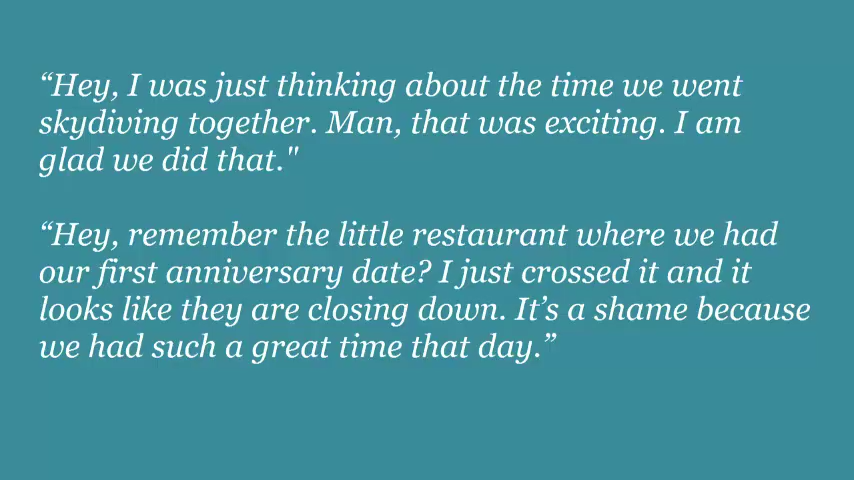 “Hey, I was just thinking about the time we went
skydiving together. Man, that was exciting. I am
glad we did that."
“Hey, remember the little restaurant where we had
our first anniversary date? I just crossed it and it
looks like they are closing down. It’s a shame because
we had such a great time that day.”